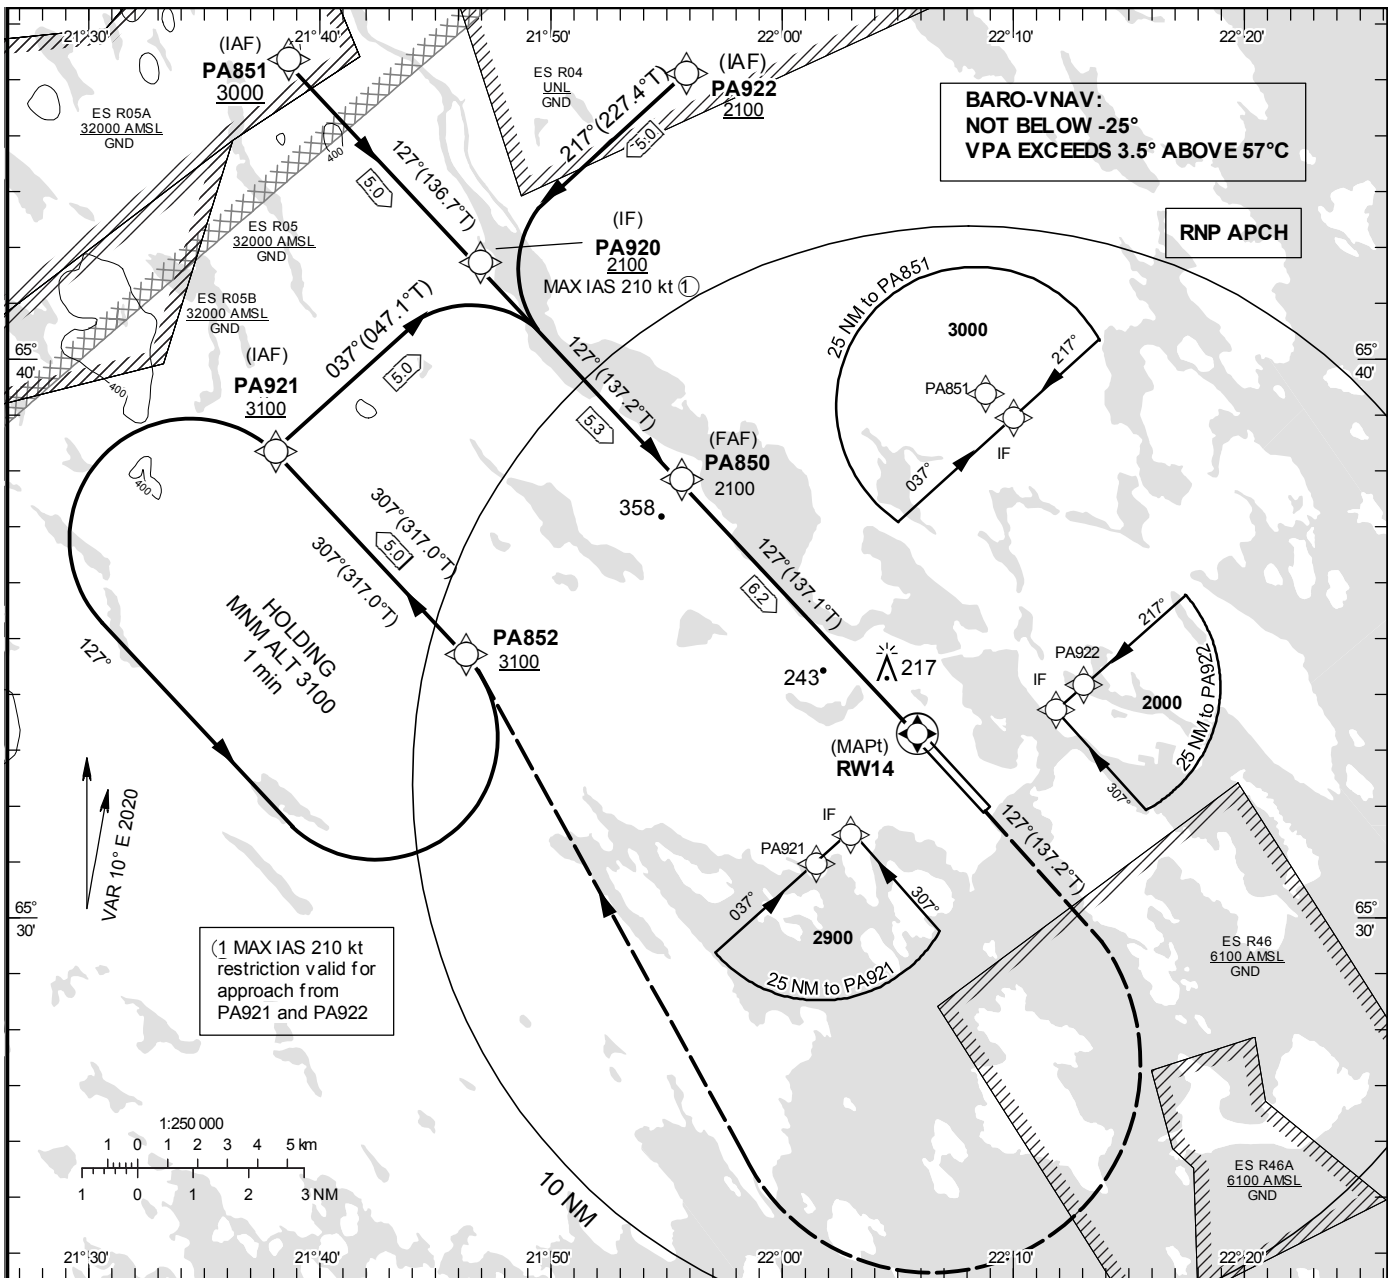 21°30'
21°40'
21°50'
22°00'
22°10'
22°20'
(IAF)
PA851
3000
ES R05A
32000 AMSL
GND
400
ES R04
UNL
GND
(IAF)
PA922
2100
217°(227.4°T)
5.0
BARO-VNAV:
NOT BELOW -25°
VPA EXCEEDS 3.5° ABOVE 57°C
RNP APCH
127°(136.7°T)
5.0
ES R05
32000 AMSL
GND
(IF)
PA920
2100
MAX IAS 210 kt ①
ES R05B
32000 AMSL
GND
400
(IAF)
PA921
3100
037°(047.1°T)
5.0
65°
40'
65°
40'
25 NM to PA851
3000
217°
PA851
IF
037°
127°(137.2°T)
5.3
(FAF)
PA850
2100
358
400
307°(317.0°T)
5.0
307°(317.0°T)
127°(137.1°T)
6.2
HOLDING
MNM ALT 3100
1 min
127°
PA852
3100
243
217
217°
PA922
IF
2000
25 NM to PA922
307°
(MAPt)
RW14
127°(137.2°T)
IF
PA921
037°
307°
2900
25 NM to PA921
VAR 10° E 2020
65°
30'
65°
30'
ES R46
6100 AMSL
GND
① MAX IAS 210 kt
restriction valid for
approach from
PA921 and PA922
1:250 000
1 0 1 2 3 4 5 km
1 0 1 2 3 NM
10 NM
ES R46A
6100 AMSL
GND
21°30'
21°40'
21°50'
22°00'
22°10'
22°20'